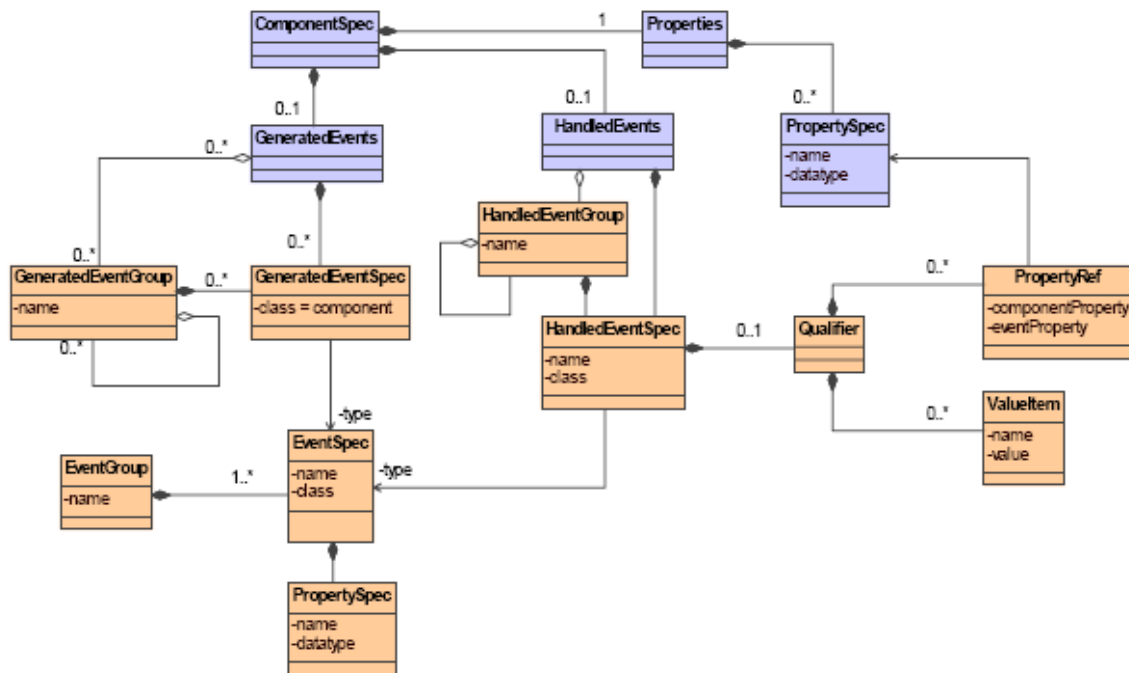 ComponentSpec
1
Properties
0..1
0..1
0..*
GeneratedEvents
0..*
HandledEvents
PropertySpec
-name
-datatype
HandledEventGroup
-name
0..*
0..*
GeneratedEventGroup
-name
0..*
GeneratedEventSpec
-class = component
0..*
PropertyRef
-componentProperty
-eventProperty
HandledEventSpec
-name
-class
0..1
Qualifier
0..*
-type
0..*
ValueItem
-name
-value
EventSpec
-name
-class
-type
EventGroup
-name
1..*
PropertySpec
-name
-datatype